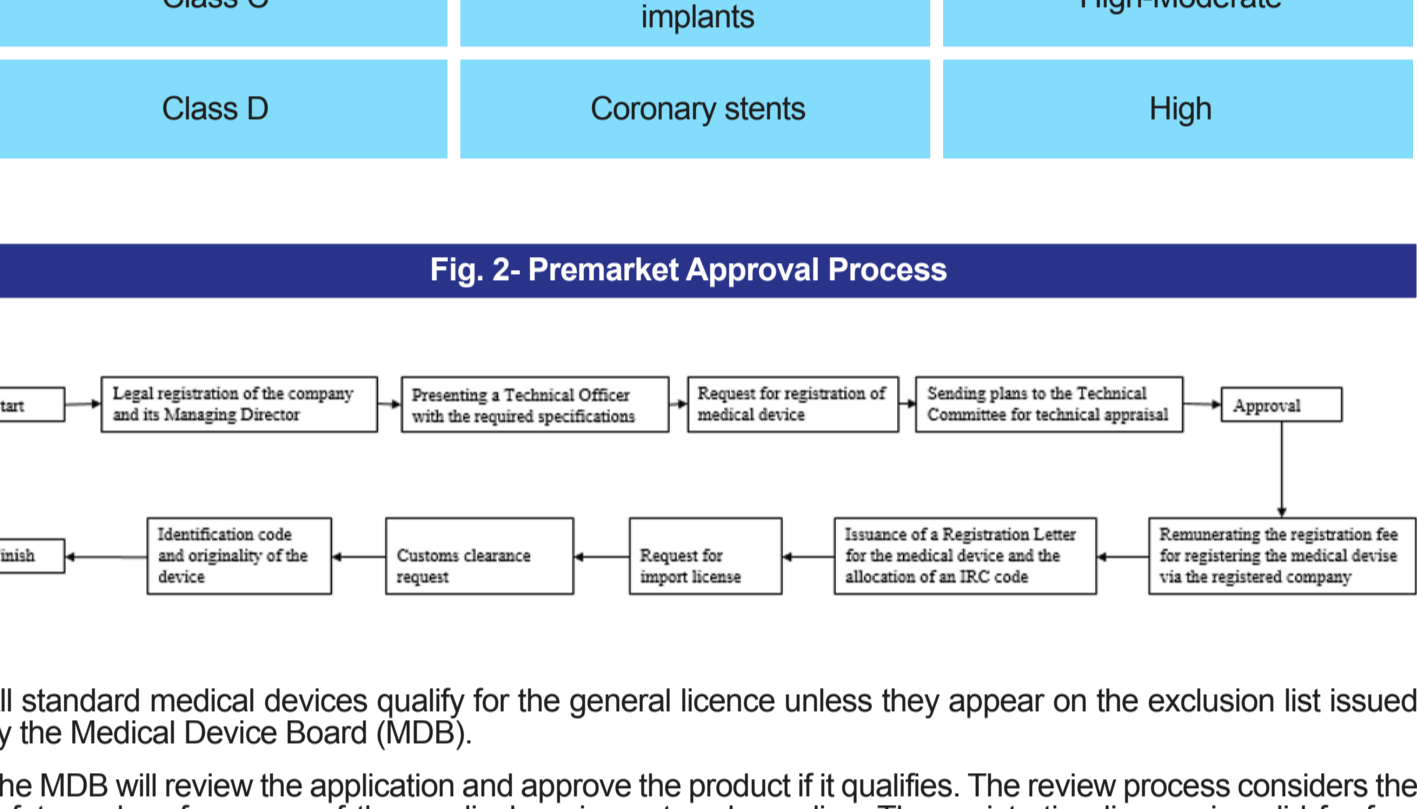 implants
Class D Coronary stents High
Fig. 2- Premarket Approval Process
tart
Legal registration of the company
and its Managing Director
Presenting a Technical Officer
with the required specifications
Request for registration of
medical device
Sending plans to the Technical
Committee for technical appraisal
Approval
Remunerating the registration fee
for registering the medical devise
via the registered company
Issuance of a Registration Letter
for the medical device and the
allocation of an IRC code
Request for
import license
Customs clearance
request
Identification code
and originality of the
device
inish
ll standard medical devices qualify for the general licence unless they appear on the exclusion list issued
y the Medical Device Board (MDB).
he MDB will review the application and approve the product if it qualifies. The review process considers the